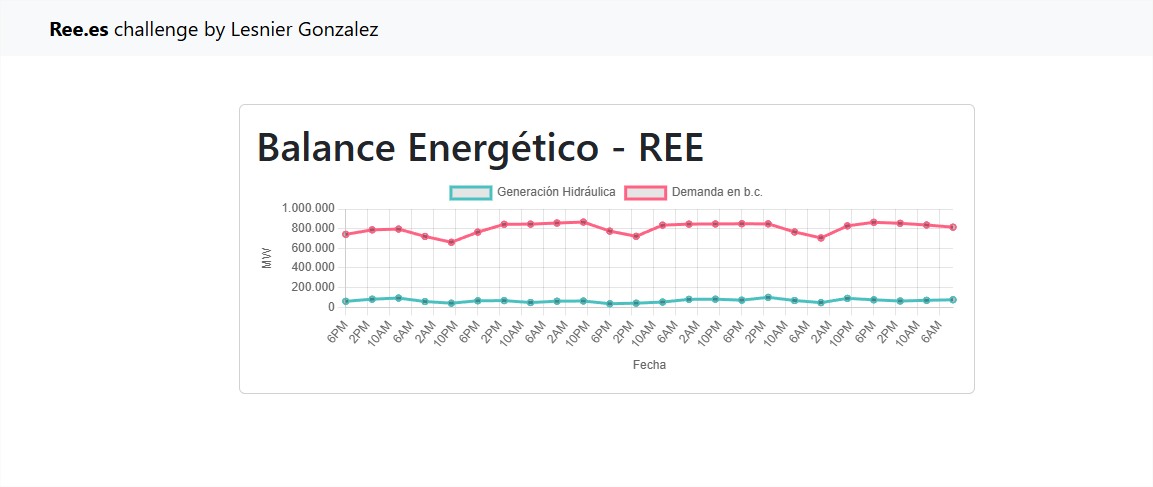 Ree.es challenge by Lesnier Gonzalez
Balance Energético - REE
Generación Hidráulica Demanda en b.c.
1.000.000
800.000
600.000
400.000
200.000
0
MW
6PM 2PM 10AM 6AM 2AM 10PM 6PM 2PM 10AM 6AM 2AM 10PM 6PM 2PM 10AM 6AM 2AM 10PM 6PM 2PM 10AM 6AM 2AM 10PM 6PM 2PM 10AM 6AM
Fecha